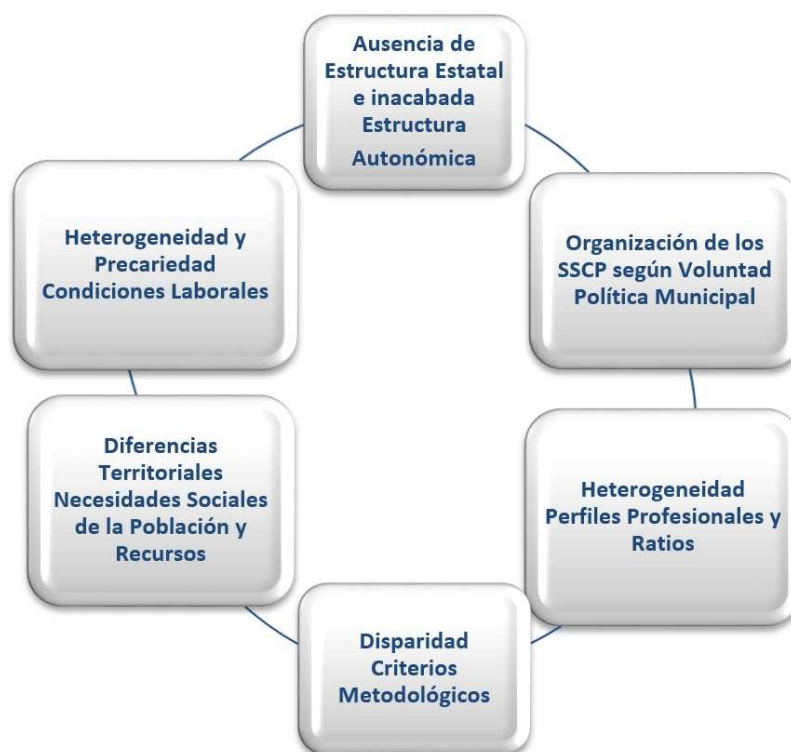 Ausencia de
Estructura Estatal
e inacabada
Estructura
Autonómica
Organización de los
SSCP según Voluntad
Política Municipal
Heterogeneidad
Perfiles Profesionales y
Ratios
Disparidad
Criterios
Metodológicos
Diferencias
Territoriales
Necesidades Sociales
de la Población y
Recursos
Heterogeneidad y
Precariedad
Condiciones Laborales